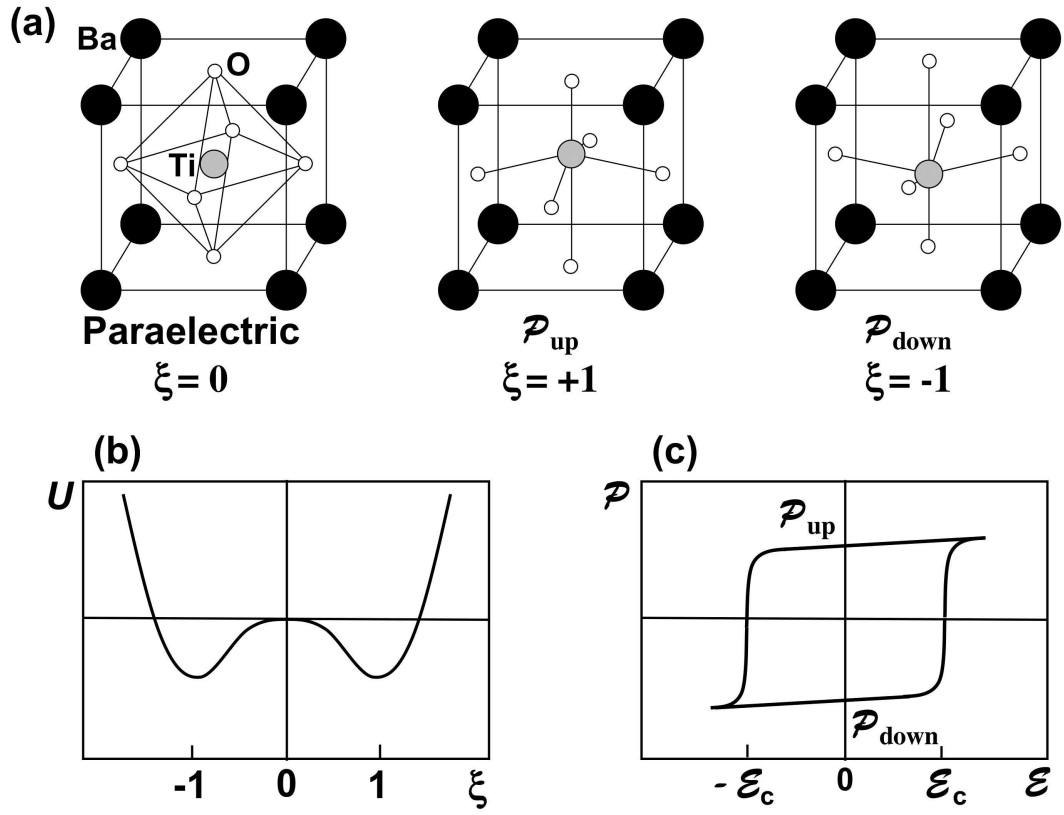 (a)
Ba
O
Ti
Paraelectric
ξ = 0
𝒫up
ξ = +1
𝒫down
ξ = -1
(b)
U
-1 0 1 ξ
(c)
𝒫
𝒫up
𝒫down
- ℰc 0 ℰc ℰ